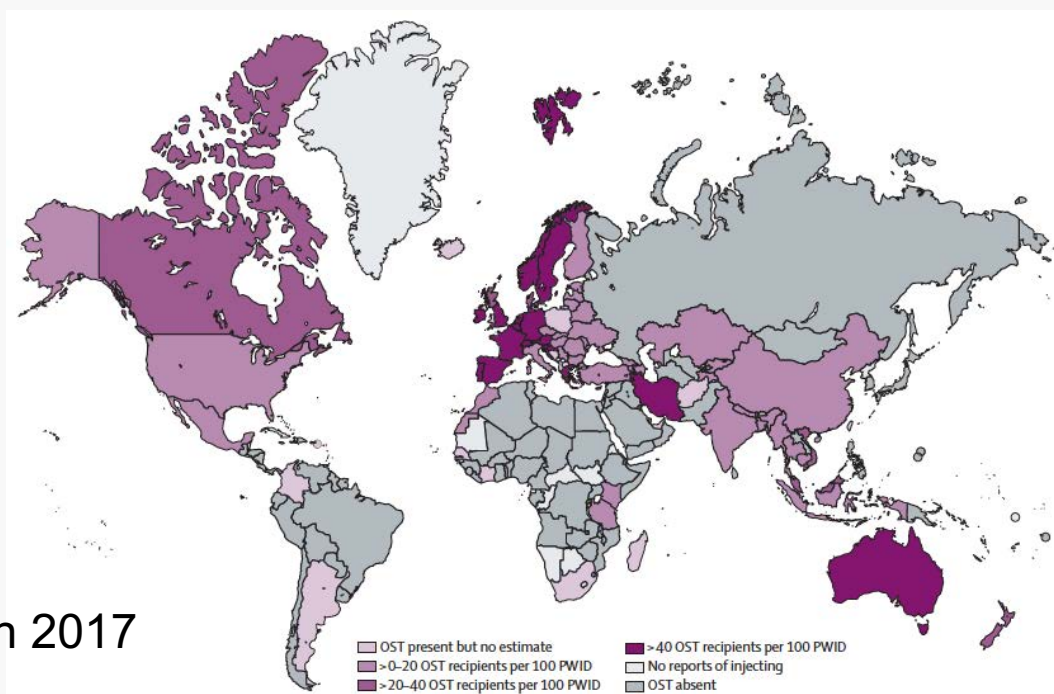 n 2017
OST present but no estimate
>0–20 OST recipients per 100 PWID
>20–40 OST recipients per 100 PWID
>40 OST recipients per 100 PWID
No reports of injecting
OST absent